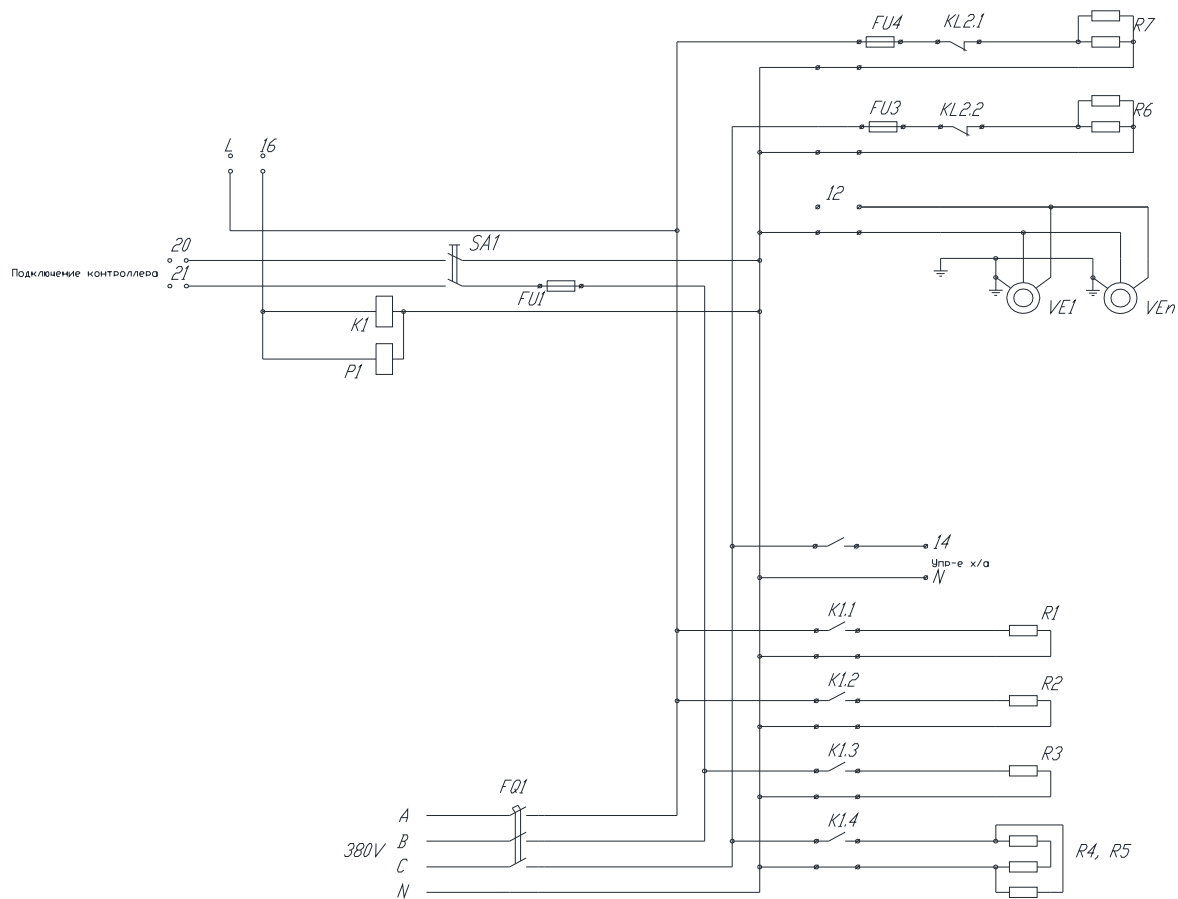 FU4 KL2.1 R7
FU3 KL2.2 R6
L 16
12
20 SA1
Подключение контроллера 21
FU1
VE1 VEn
K1
P1
14
Упр-е х/а
N
K1.1 R1
K1.2 R2
K1.3 R3
FQ1
A
K1.4
380V B
R4, R5
C
N